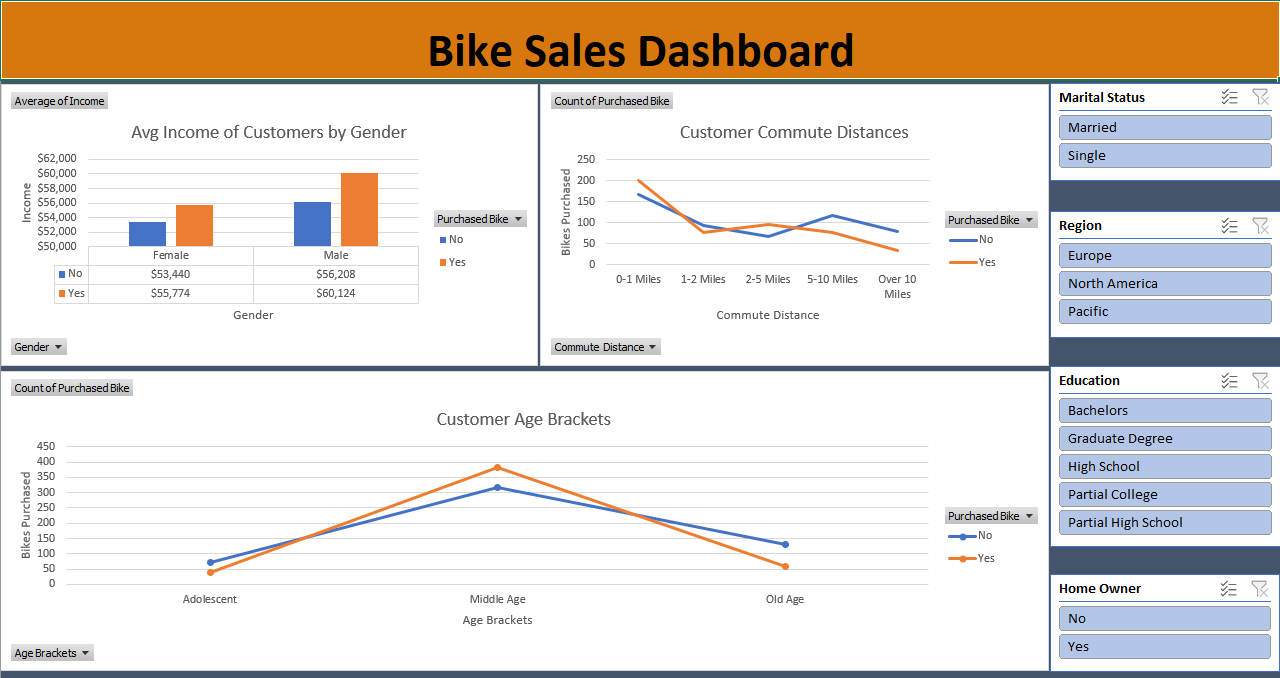 Bike Sales Dashboard
Average of Income
Avg Income of Customers by Gender
$62,000
$60,000
$58,000
$56,000
$54,000
$52,000
$50,000
Income
Female Male
No $53,440 $56,208
Yes $55,774 $60,124
Gender
Purchased Bike
No
Yes
Gender
Count of Purchased Bike
Customer Commute Distances
250
200
150
100
50
0
Bikes Purchased
0-1 Miles 1-2 Miles 2-5 Miles 5-10 Miles Over 10
Miles
Commute Distance
Purchased Bike
No
Yes
Commute Distance
Count of Purchased Bike
Customer Age Brackets
450
400
350
300
250
200
150
100
50
0
Bikes Purchased
Adolescent Middle Age Old Age
Age Brackets
Purchased Bike
No
Yes
Age Brackets
Marital Status
Married
Single
Region
Europe
North America
Pacific
Education
Bachelors
Graduate Degree
High School
Partial College
Partial High School
Home Owner
No
Yes